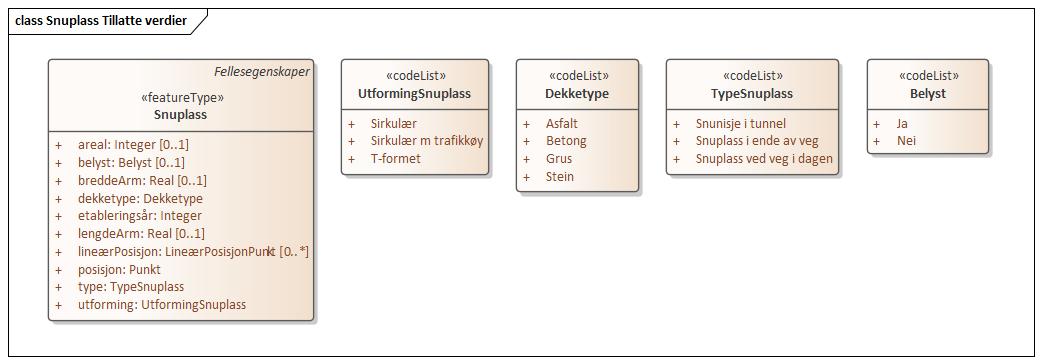 class Snuplass Tillatte verdier
Fellesegenskaper
«featureType»
Snuplass
+ areal: Integer [0..1]
+ belyst: Belyst [0..1]
+ breddeArm: Real [0..1]
+ dekketype: Dekketype
+ etableringsår: Integer
+ lengdeArm: Real [0..1]
+ lineærPosisjon: LineærPosisjonPunkt [0..*]
+ posisjon: Punkt
+ type: TypeSnuplass
+ utforming: UtformingSnuplass
«codeList»
UtformingSnuplass
+ Sirkulær
+ Sirkulær m trafikkøy
+ T-formet
«codeList»
Dekketype
+ Asfalt
+ Betong
+ Grus
+ Stein
«codeList»
TypeSnuplass
+ Snunisje i tunnel
+ Snuplass i ende av veg
+ Snuplass ved veg i dagen
«codeList»
Belyst
+ Ja
+ Nei